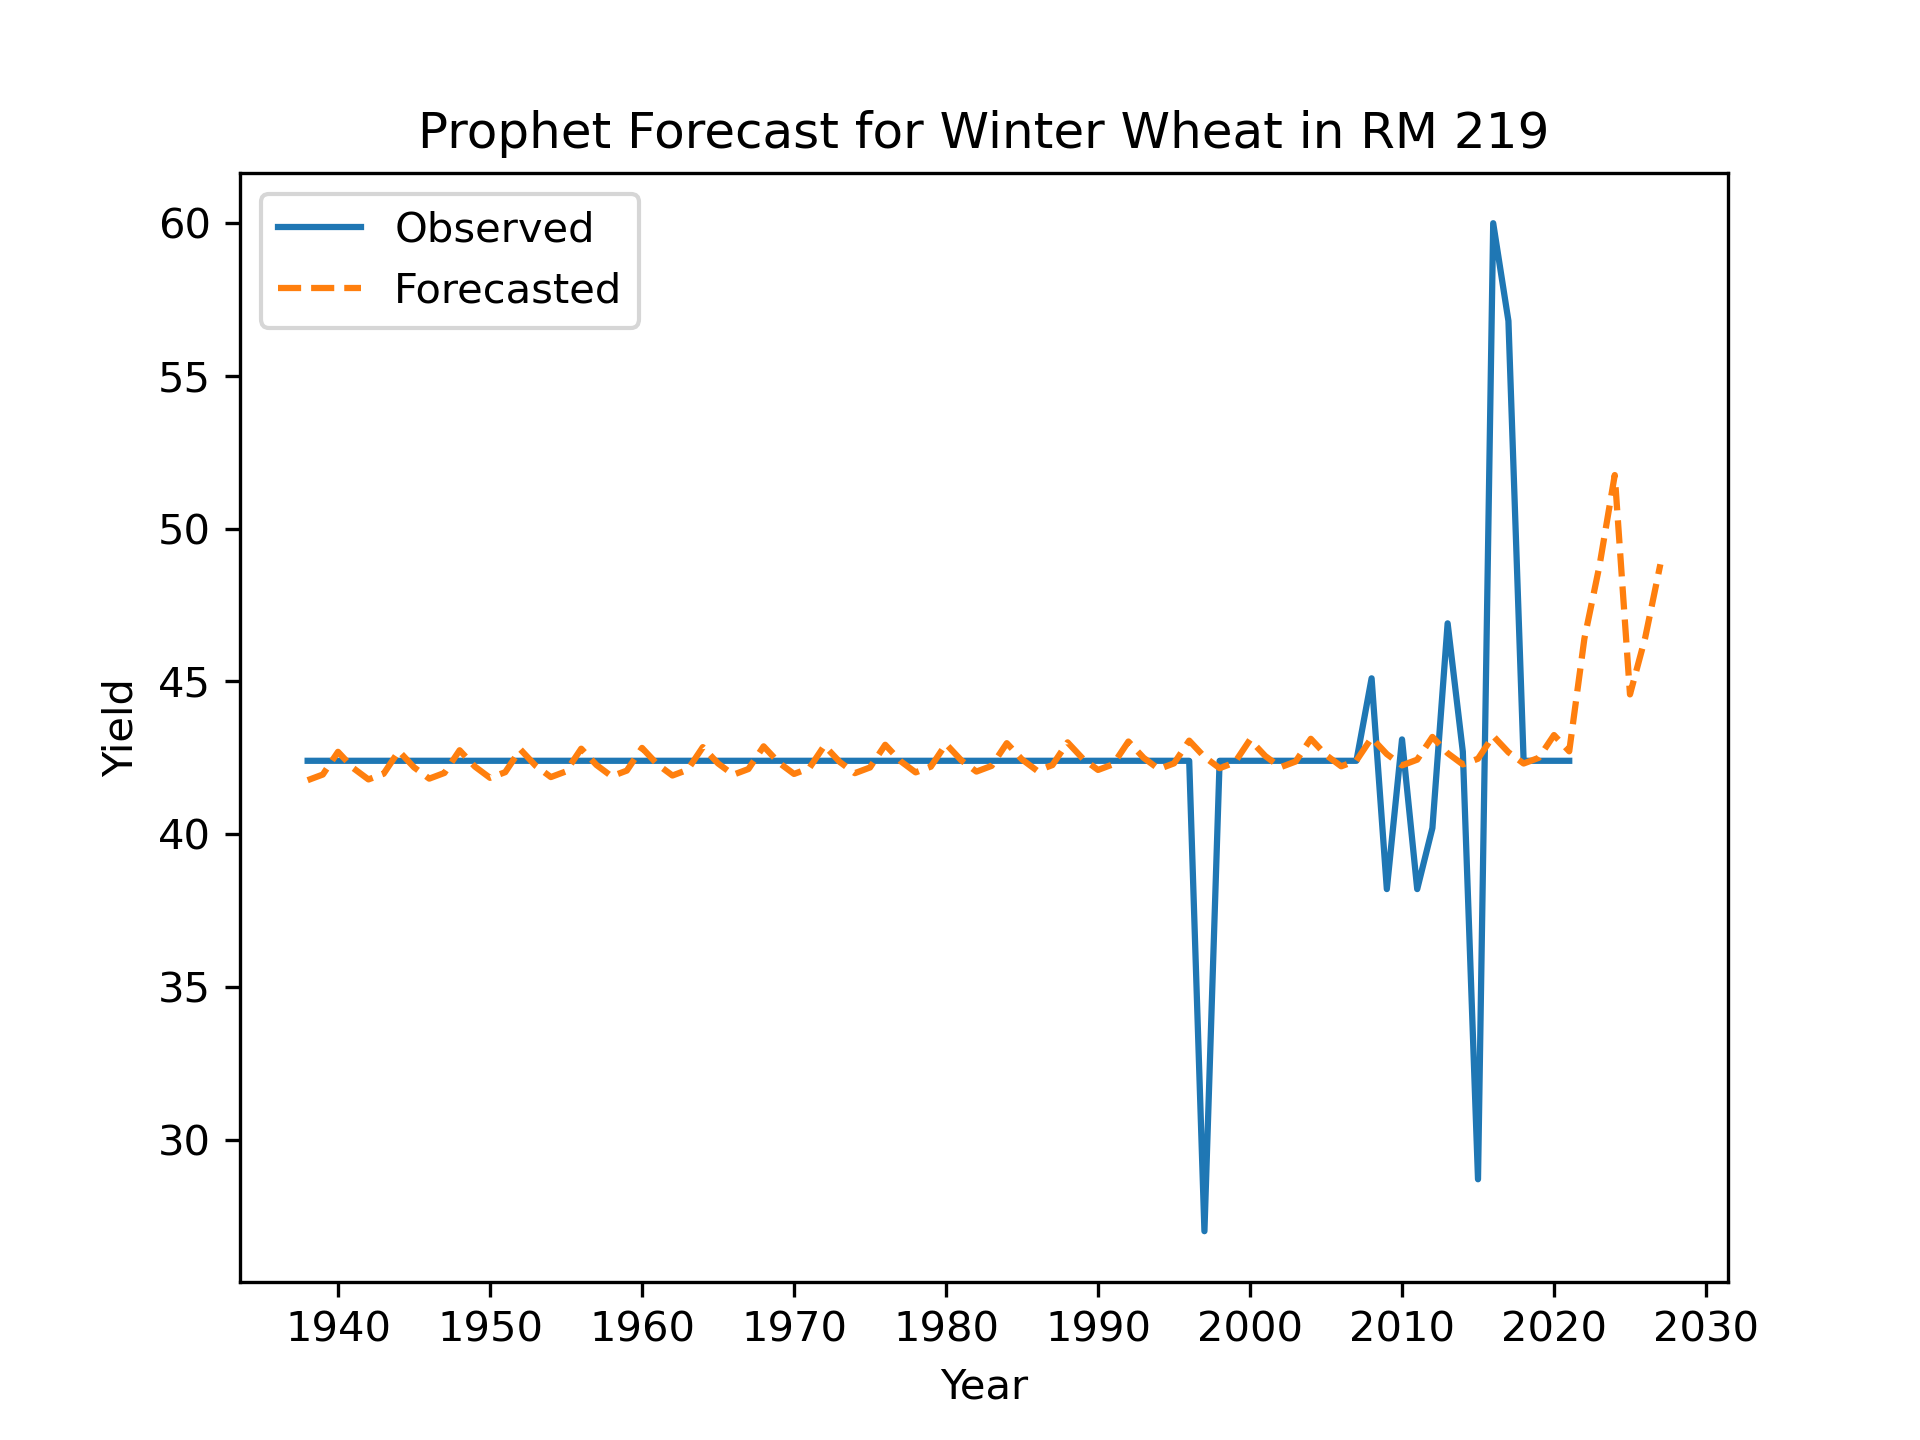 Prophet Forecast for Winter Wheat in RM 219
Observed
Forecasted
60
55
50
45
40
35
30
Yield
1940 1950 1960 1970 1980 1990 2000 2010 2020 2030
Year